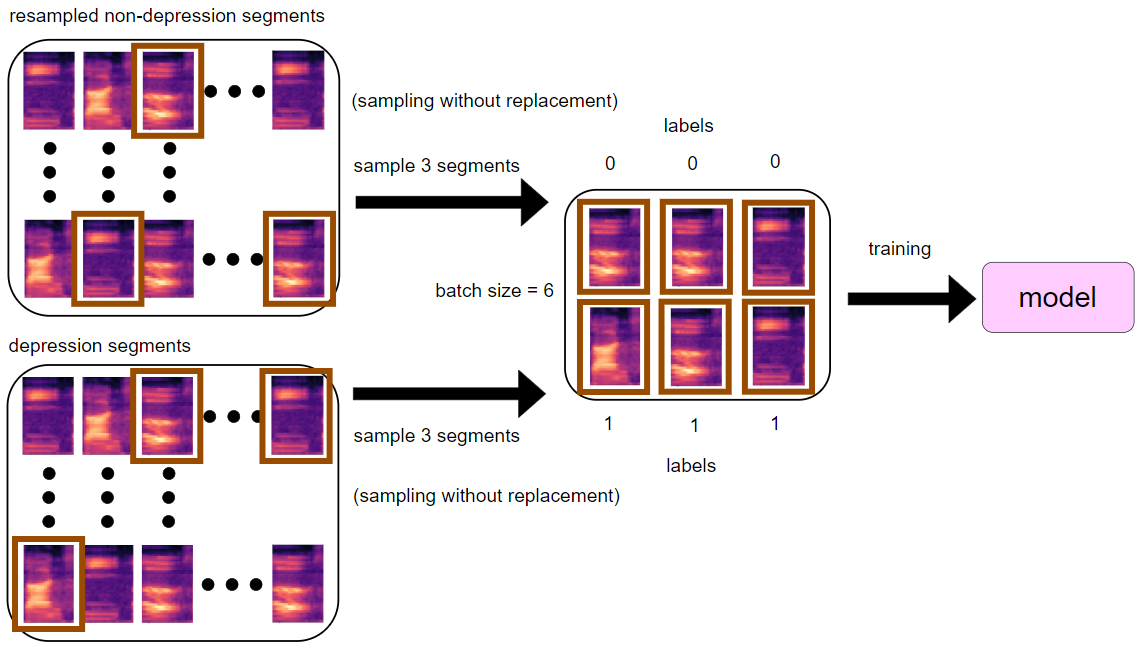 resampled non-depression segments
(sampling without replacement)
labels
0 0 0
sample 3 segments
batch size = 6
training
model
depression segments
sample 3 segments
1 1 1
labels
(sampling without replacement)